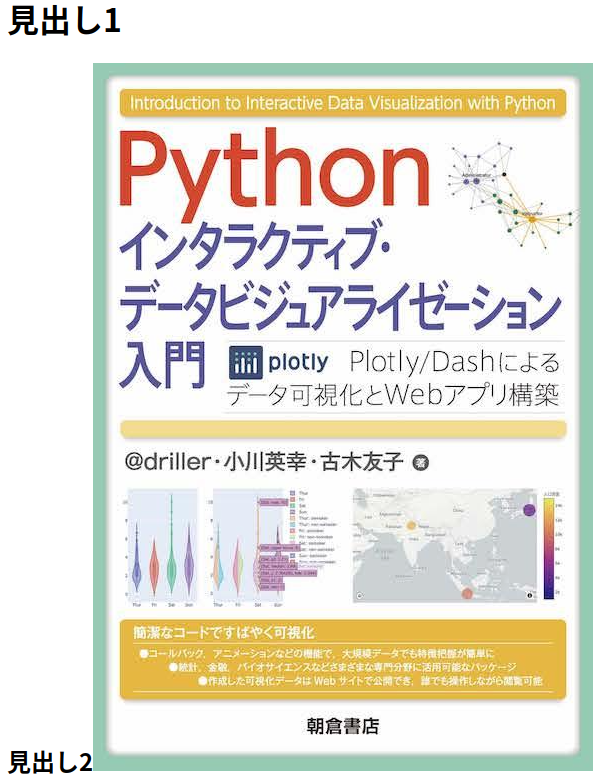 見出し1
Introduction to Interactive Data Visualization with Python
Python
インタラクティブ・
データビジュアライゼーション
入門
plotly
Plotly/Dashによる
データ可視化とWebアプリ構築
@driller・小川英幸・古木友子 著
Thur Fri Sat Sun
Thur Fri Sat Sun
簡潔なコードですばやく可視化
●コールバック，アニメーションなどの機能で，大規模データでも特徴把握が簡単に
●統計，金融，バイオサイエンスなどさまざまな専門分野に活用可能なパッケージ
●作成した可視化データは Web サイトで公開でき，誰でも操作しながら閲覧可能
朝倉書店
見出し2